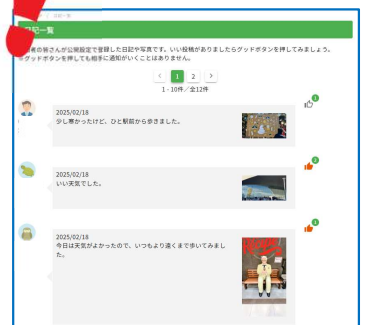 日記一覧
の皆さんが公開設定で登録した日記や写真です。いい投稿がありましたらグッドボタンを押してみましょう。
※グッドボタンを押しても相手に通知がいくことはありません。
< 1 2 >
1 - 10件／全12件
2025/02/18
少し寒かったけど、ひと駅前から歩きました。
2025/02/18
いい天気でした。
2025/02/18
今日は天気がよかったので、いつもより遠くまで歩いてみまし
た。